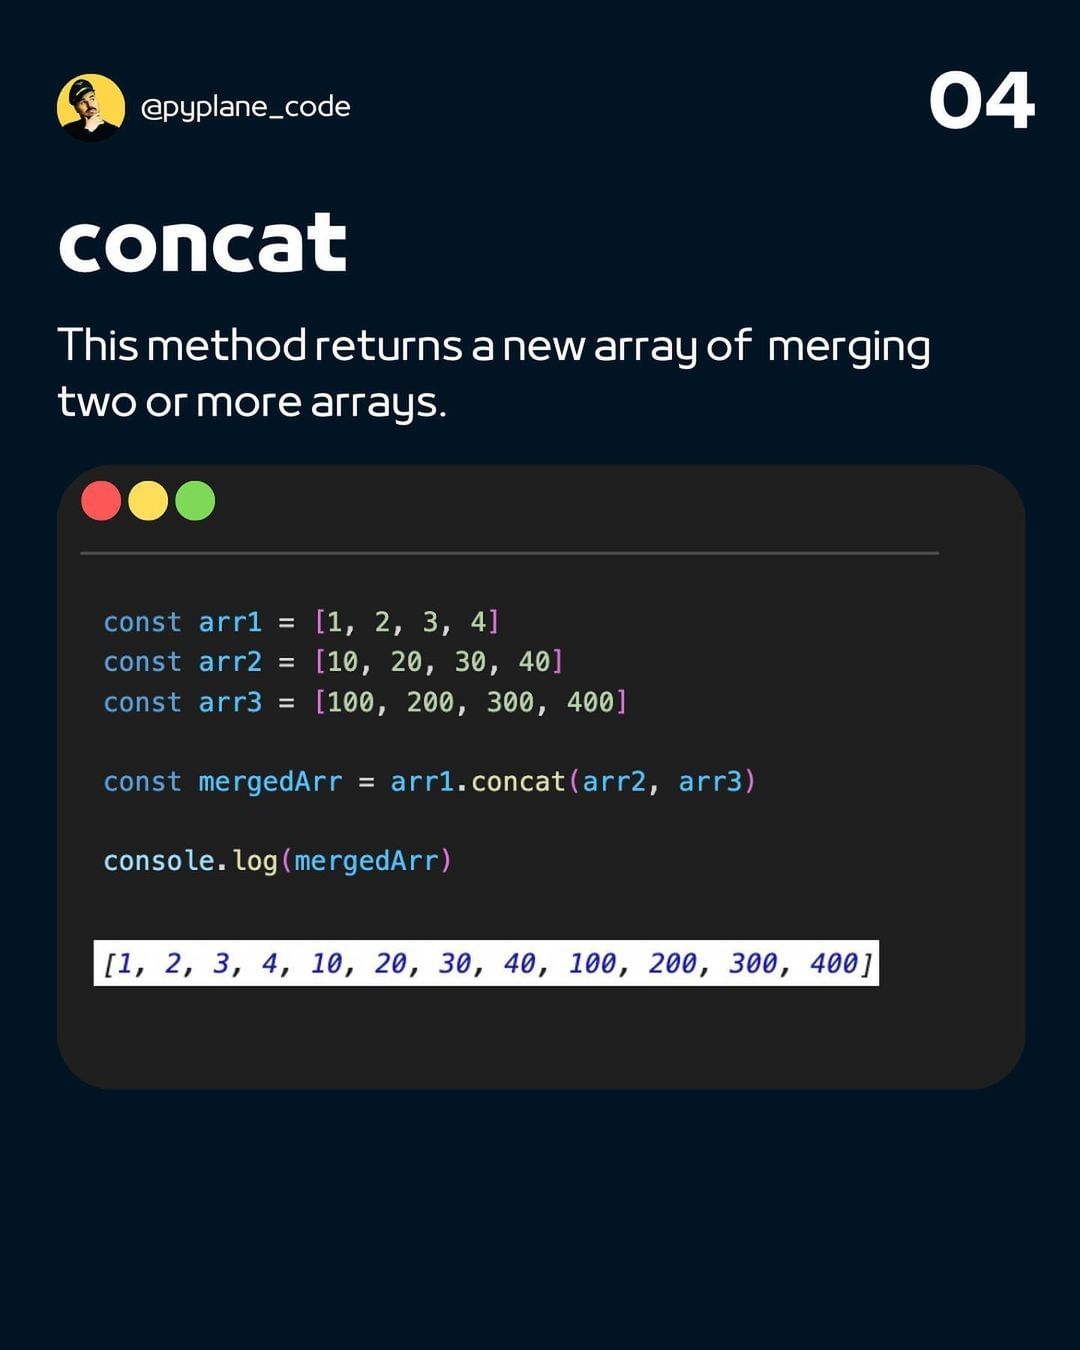 @pyplane_code
04
concat
This method returns a new array of merging
two or more arrays.
const arr1 = [1, 2, 3, 4]
const arr2 = [10, 20, 30, 40]
const arr3 = [100, 200, 300, 400]
const mergedArr = arr1.concat(arr2, arr3)
console.log(mergedArr)
[1, 2, 3, 4, 10, 20, 30, 40, 100, 200, 300, 400]